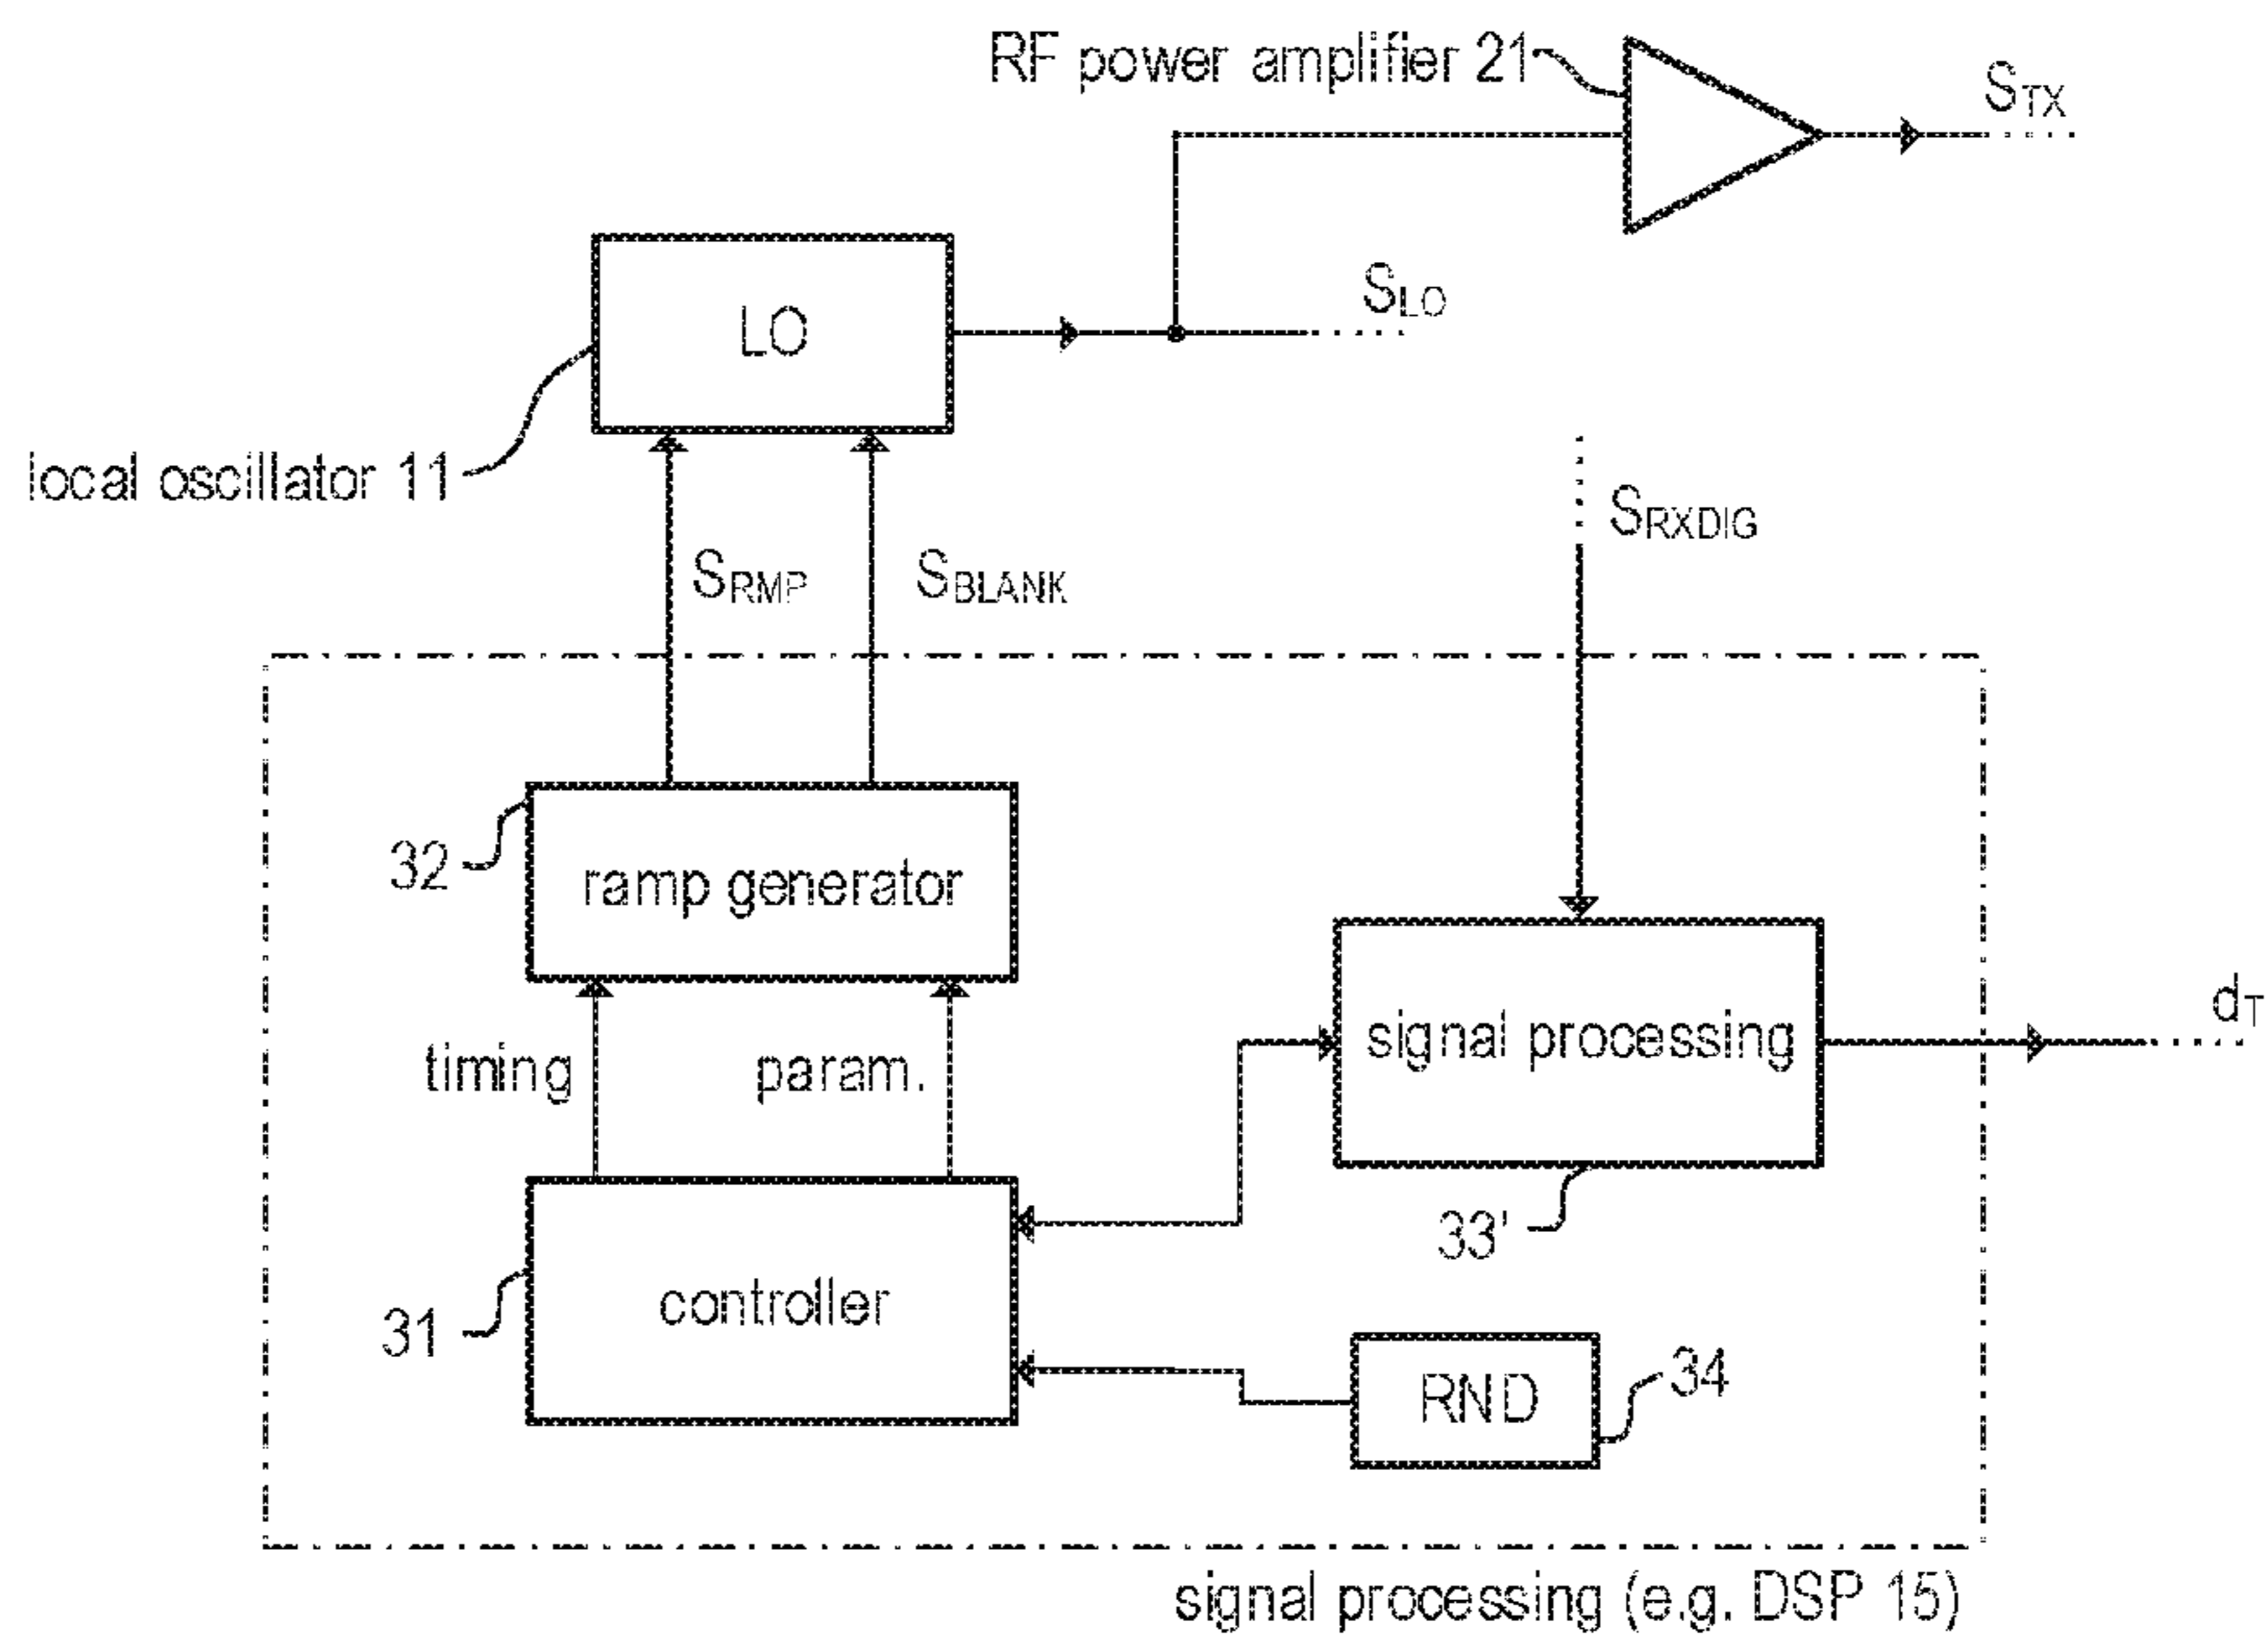 RF power amplifier 21
STX
LO
SLO
local oscillator 11
SRXDIG
SRMP
SBLANK
32
ramp generator
signal processing
dT
timing
param.
33'
controller
31
RND
34
signal processing (e.g. DSP 15)